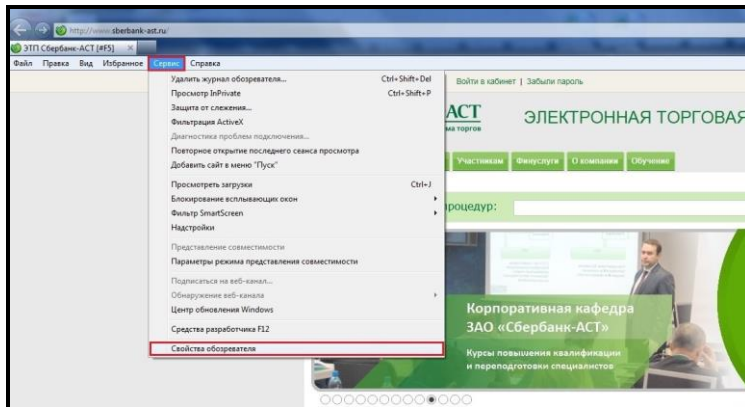 http://www.sberbank-ast.ru
ЭТП Сбербанк-АСТ [#F5]
Файл Правка Вид Избранное Сервис Справка
Удалить журнал обозревателя... Ctrl+Shift+Del
Просмотр InPrivate Ctrl+Shift+P
Защита от слежения...
Фильтрация ActiveX
Диагностика проблем подключения...
Повторное открытие последнего сеанса просмотра
Добавить сайт в меню "Пуск"
Просмотреть загрузки Ctrl+J
Блокирование всплывающих окон
Фильтр SmartScreen
Надстройки
Представление совместимости
Параметры режима представления совместимости
Подписаться на веб-канал...
Обнаружение веб-канала
Центр обновления Windows
Средства разработчика F12
Свойства обозревателя
Войти в кабинет | Забыли пароль
АСТ
ма торгов
ЭЛЕКТРОННАЯ ТОРГОВАЯ
Участникам Финуслуги О компании Обучение
процедур:
Корпоративная кафедра
ЗАО «Сбербанк-АСТ»
Курсы повышения квалификации
и переподготовки специалистов